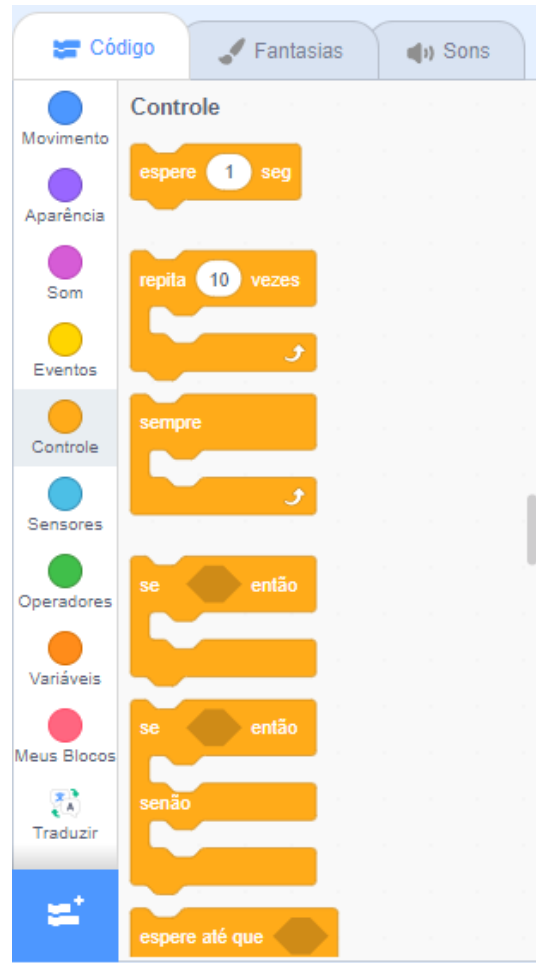 Código
Fantasias
Sons
Movimento
Aparência
Som
Eventos
Controle
Sensores
Operadores
Variáveis
Meus Blocos
Traduzir
Controle
espere 1 seg
repita 10 vezes
sempre
se então
se então
senão
espere até que